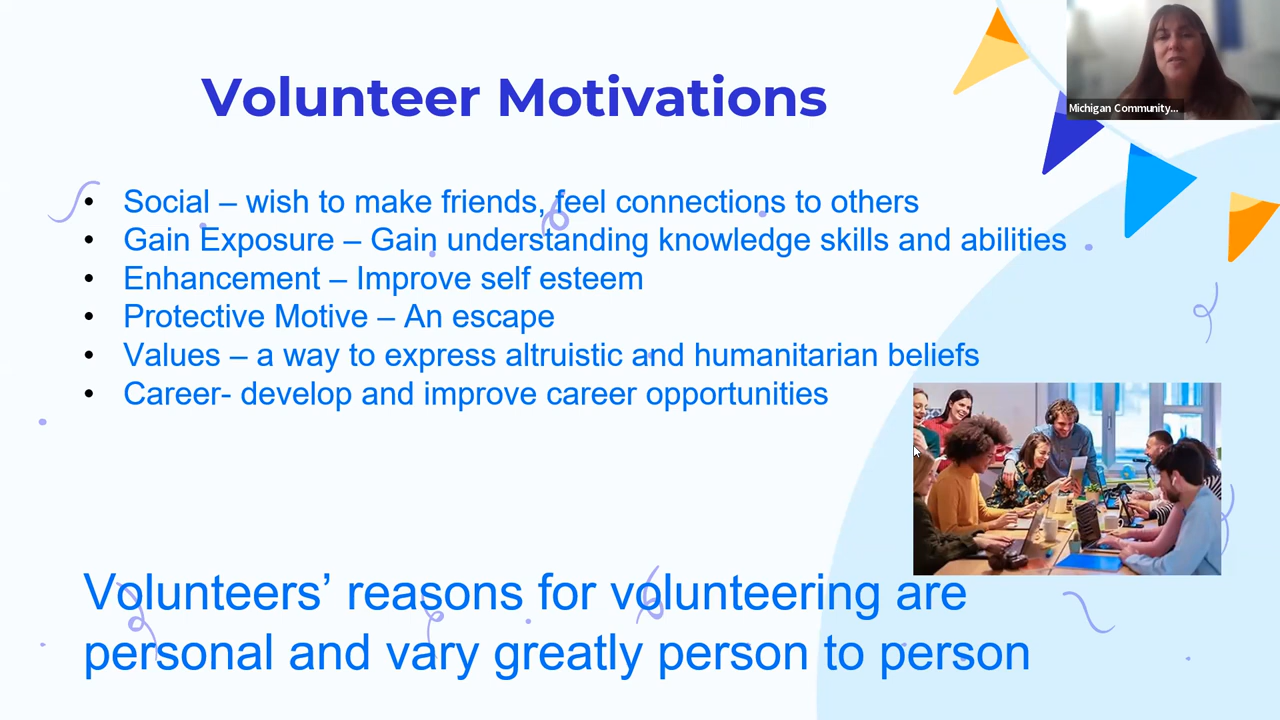 Volunteer Motivations
Michigan Community...
• Social – wish to make friends, feel connections to others
• Gain Exposure – Gain understanding knowledge skills and abilities
• Enhancement – Improve self esteem
• Protective Motive – An escape
• Values – a way to express altruistic and humanitarian beliefs
• Career- develop and improve career opportunities
Volunteers’ reasons for volunteering are
personal and vary greatly person to person